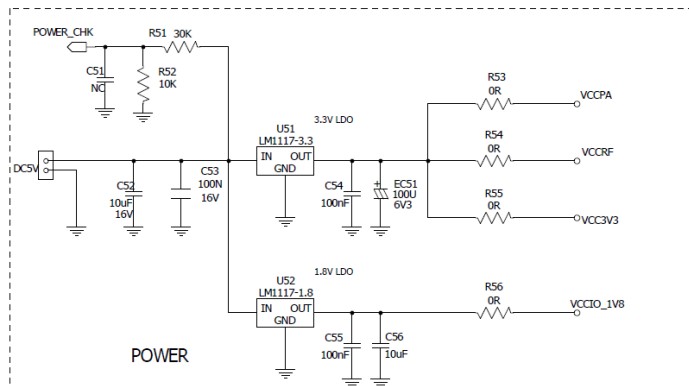 POWER_CHK
R51 30K
C51
NC
R52
10K
R53
0R
VCCPA
U51
LM1117-3.3
3.3V LDO
IN OUT
GND
R54
0R
VCCRF
DC5V
C52
10uF
16V
C53
100N
16V
C54
100nF
EC51
100U
6V3
+
R55
0R
VCC3V3
U52
LM1117-1.8
1.8V LDO
IN OUT
GND
R56
0R
VCCIO_1V8
C55
100nF
C56
10uF
POWER